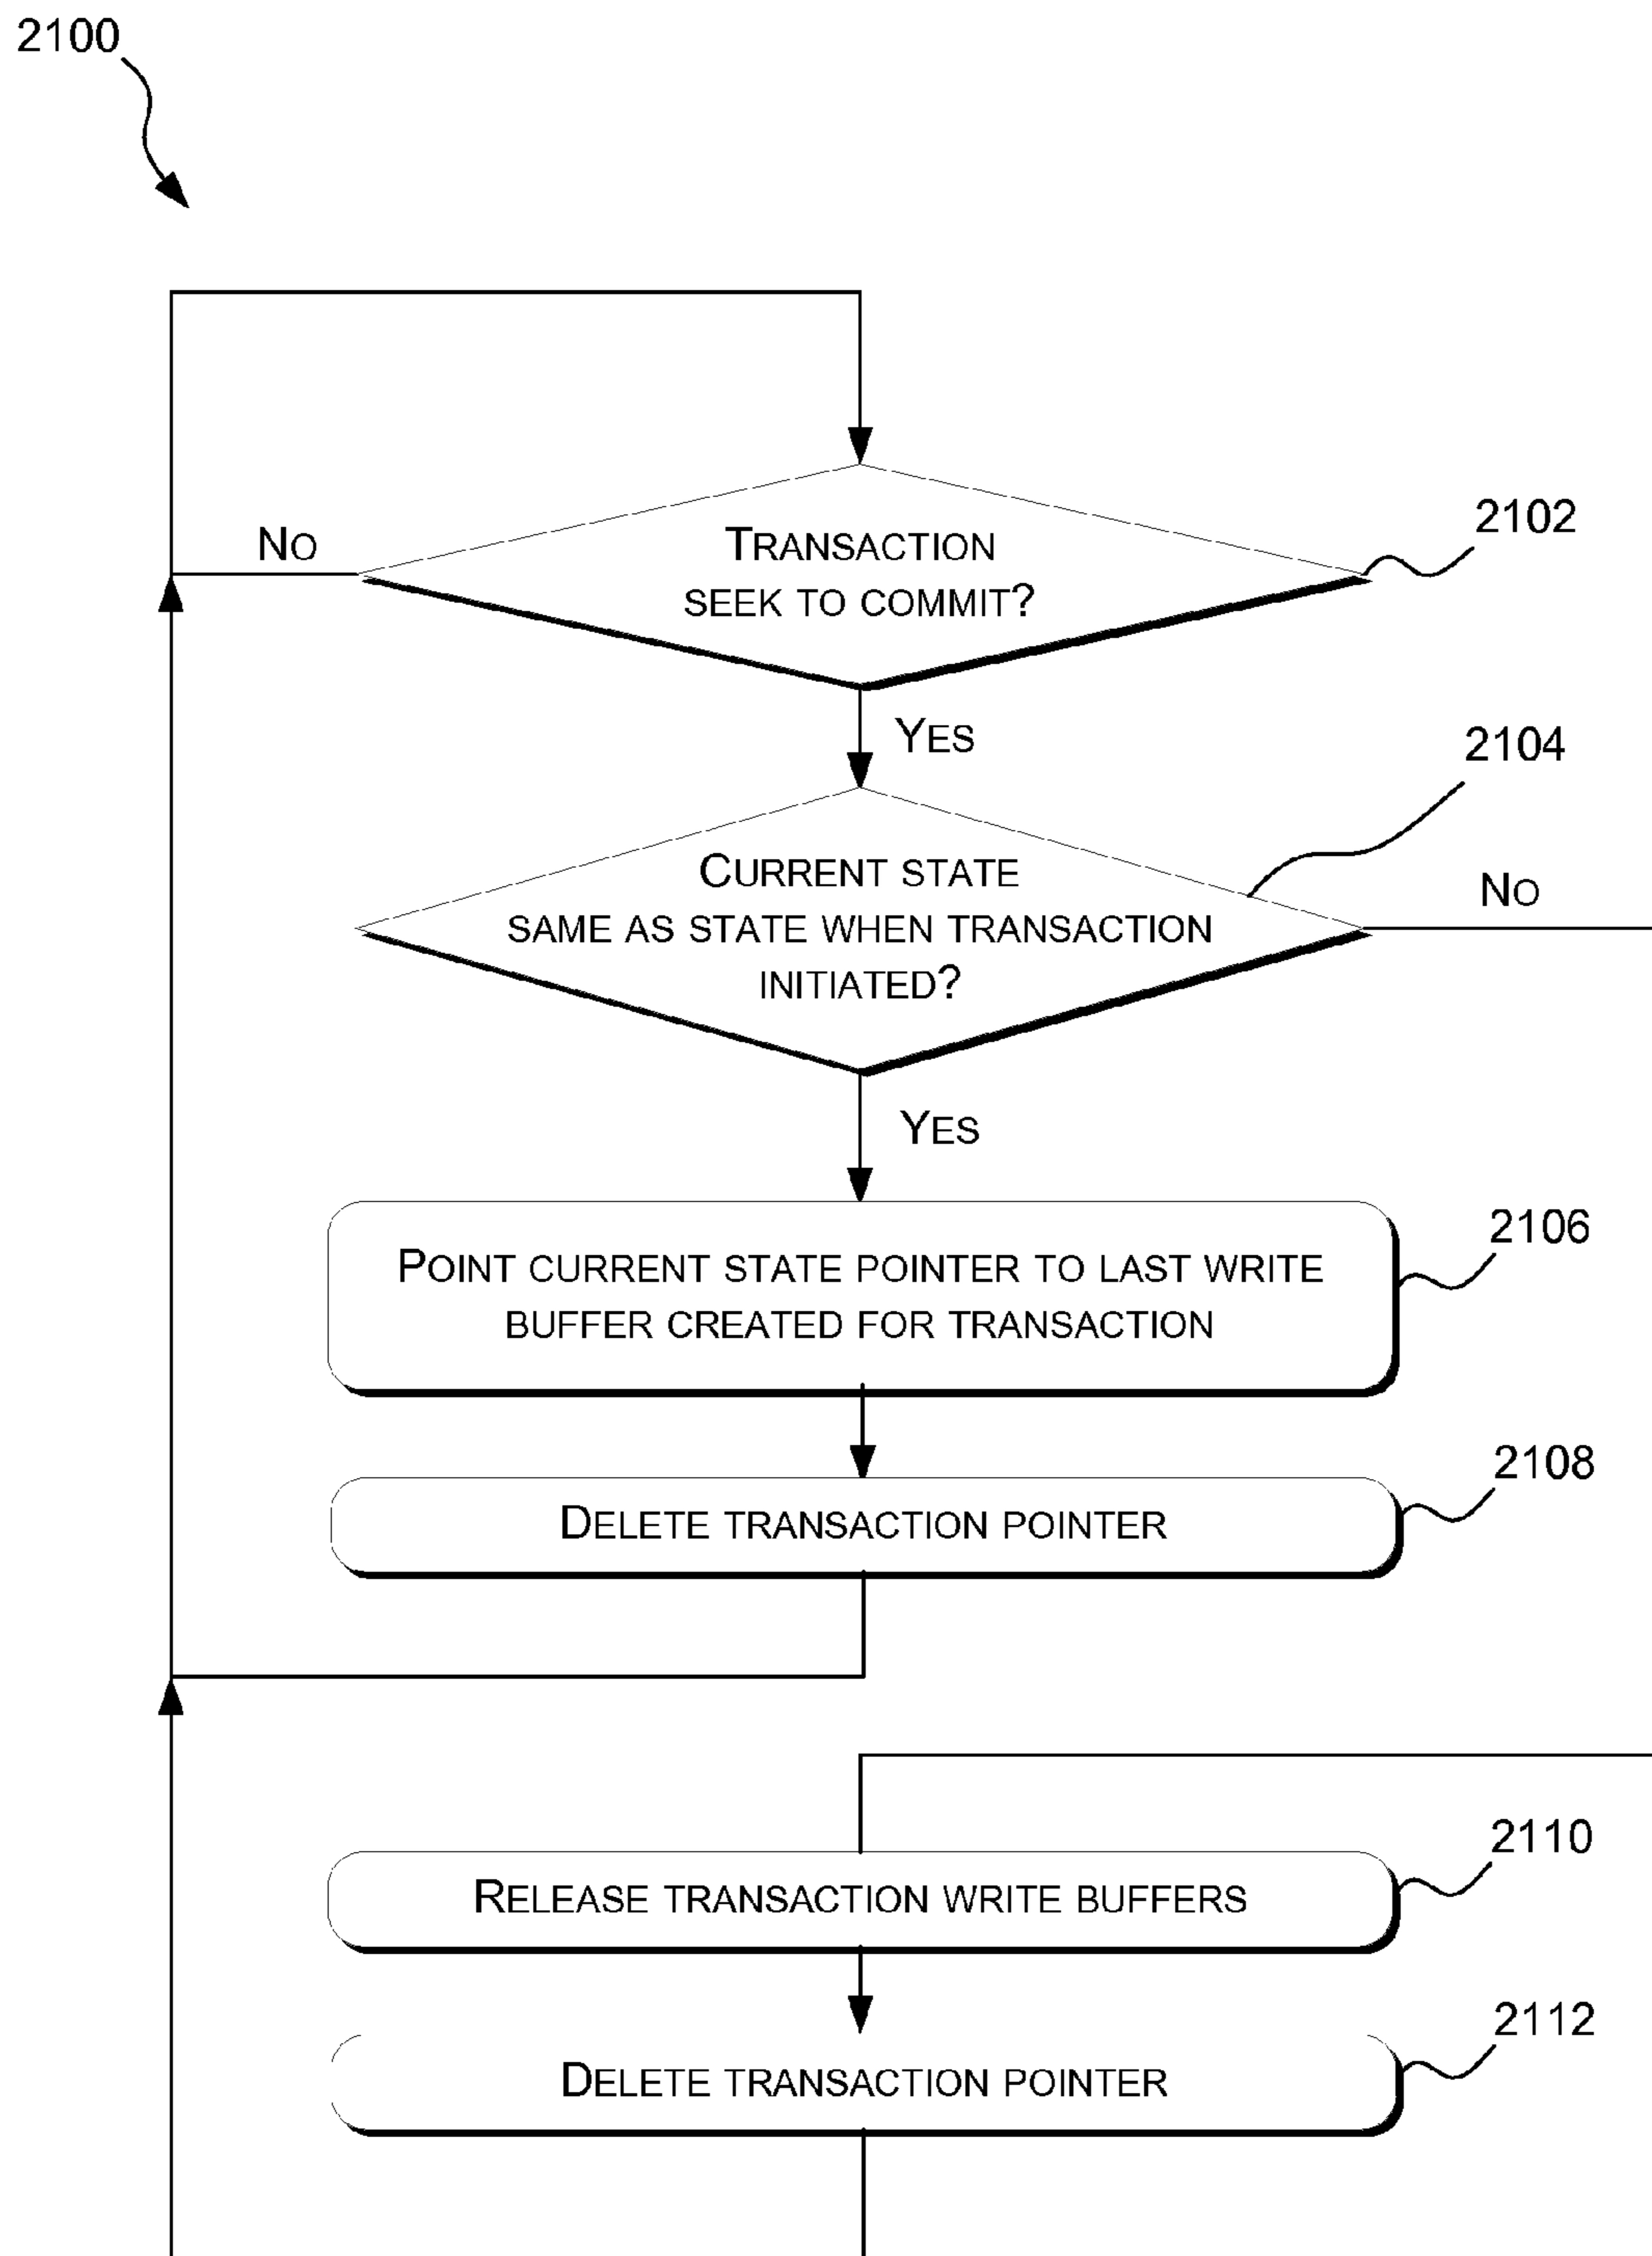 2100
TRANSACTION
SEEK TO COMMIT?
NO
2102
YES
2104
CURRENT STATE
SAME AS STATE WHEN TRANSACTION
INITIATED?
NO
YES
2106
POINT CURRENT STATE POINTER TO LAST WRITE
BUFFER CREATED FOR TRANSACTION
2108
DELETE TRANSACTION POINTER
2110
RELEASE TRANSACTION WRITE BUFFERS
2112
DELETE TRANSACTION POINTER